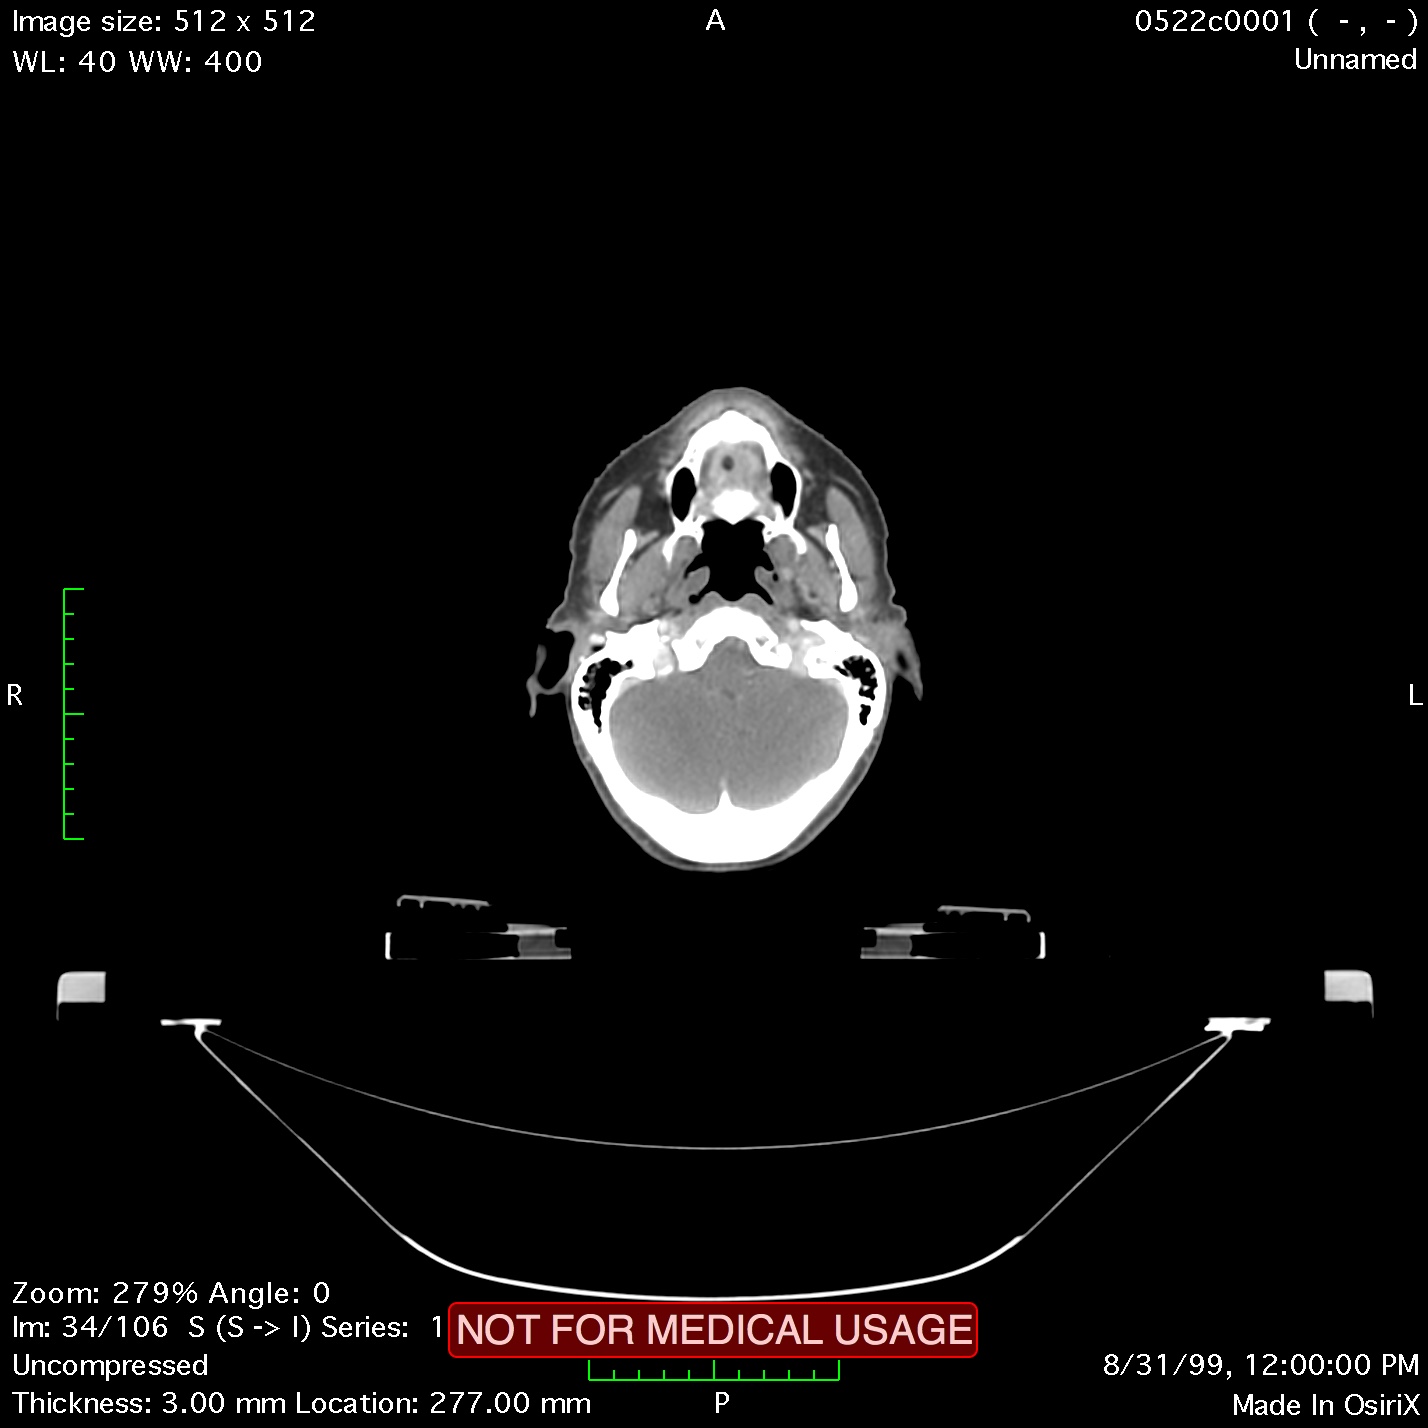 Image size: 512 x 512
WL: 40 WW: 400
A
0522c0001 ( - , - )
Unnamed
R
L
Zoom: 279% Angle: 0
Im: 34/106 S (S -> I) Series: 1
Uncompressed
Thickness: 3.00 mm Location: 277.00 mm
NOT FOR MEDICAL USAGE
P
8/31/99, 12:00:00 PM
Made In OsiriX